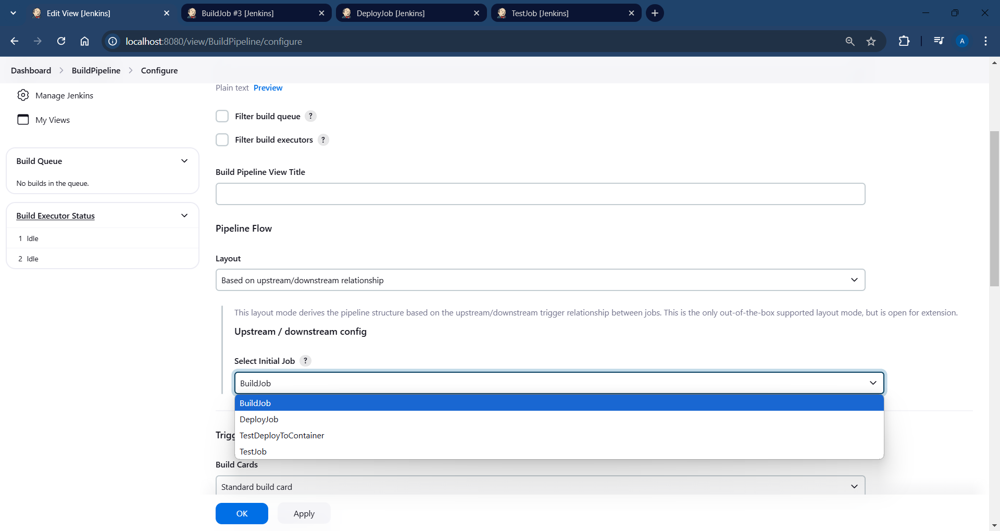 Edit View [Jenkins]
BuildJob #3 [Jenkins]
DeployJob [Jenkins]
TestJob [Jenkins]
localhost:8080/view/BuildPipeline/configure
A
Dashboard
BuildPipeline
Configure
Manage Jenkins
My Views
Build Queue
No builds in the queue.
Build Executor Status
1 Idle
2 Idle
Plain text Preview
Filter build queue ?
Filter build executors ?
Build Pipeline View Title
Pipeline Flow
Layout
Based on upstream/downstream relationship
This layout mode derives the pipeline structure based on the upstream/downstream trigger relationship between jobs. This is the only out-of-the-box supported layout mode, but is open for extension.
Upstream / downstream config
Select Initial Job ?
BuildJob
BuildJob
DeployJob
TestDeployToContainer
TestJob
Trigg
Build Cards
Standard build card
OK
Apply